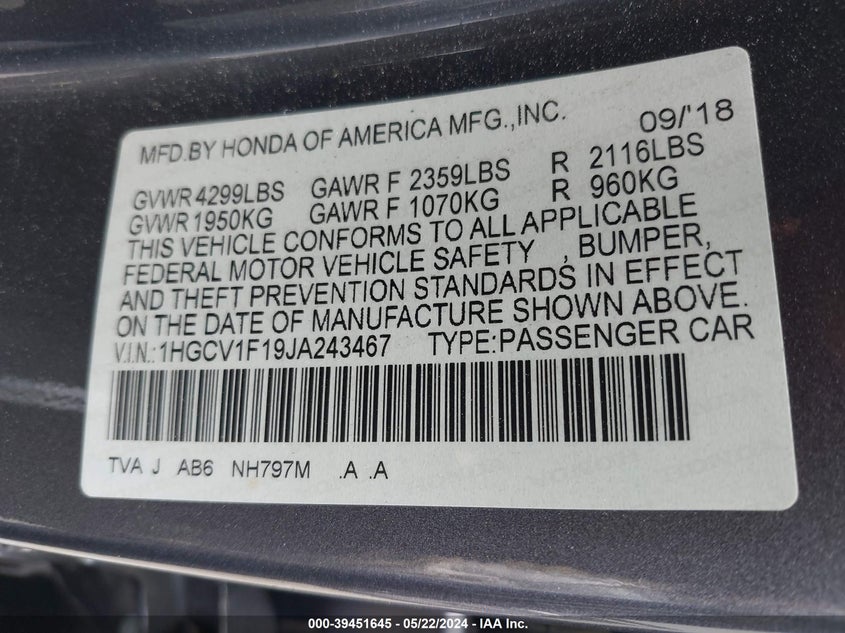 MFD.BY HONDA OF AMERICA MFG.,INC. 09/'18
GVWR 4299LBS GAWR F 2359LBS R 2116LBS
GVWR 1950KG GAWR F 1070KG R 960KG
THIS VEHICLE CONFORMS TO ALL APPLICABLE
FEDERAL MOTOR VEHICLE SAFETY , BUMPER,
AND THEFT PREVENTION STANDARDS IN EFFECT
ON THE DATE OF MANUFACTURE SHOWN ABOVE.
V.I.N.:1HGCV1F19JA243467 TYPE:PASSENGER CAR
TVA J AB6 NH797M .A .A
000-39451645 / 05/22/2024 - IAA Inc.